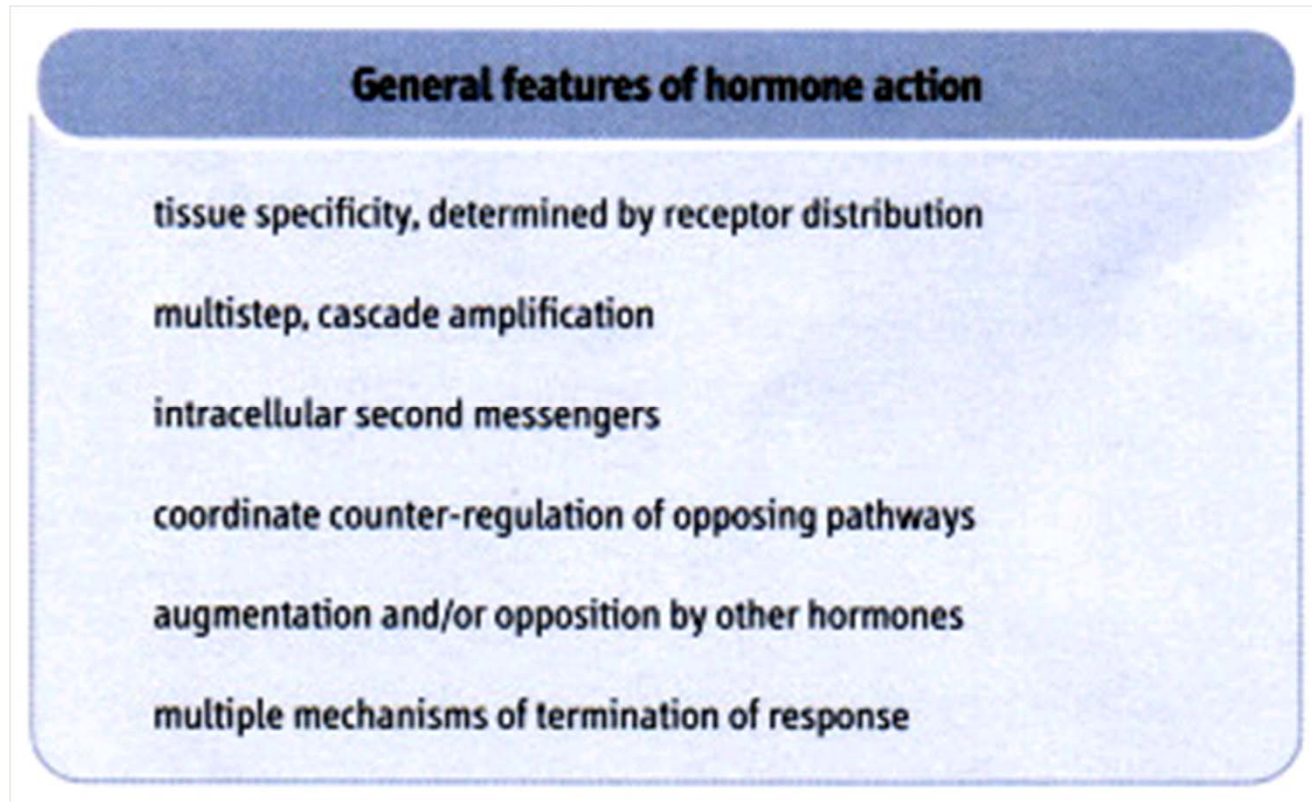 General features of hormone action
tissue specificity, determined by receptor distribution
multistep, cascade amplification
intracellular second messengers
coordinate counter-regulation of opposing pathways
augmentation and/or opposition by other hormones
multiple mechanisms of termination of response